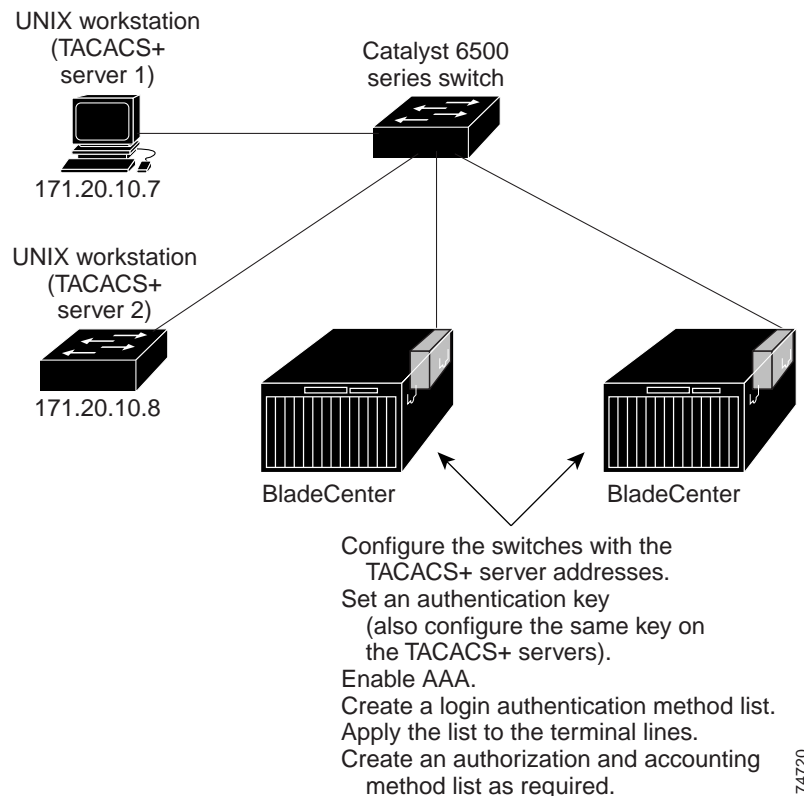 UNIX workstation
(TACACS+
server 1)
Catalyst 6500
series switch
171.20.10.7
UNIX workstation
(TACACS+
server 2)
171.20.10.8
BladeCenter
BladeCenter
Configure the switches with the
TACACS+ server addresses.
Set an authentication key
(also configure the same key on
the TACACS+ servers).
Enable AAA.
Create a login authentication method list.
Apply the list to the terminal lines.
Create an authorization and accounting
method list as required.
74720